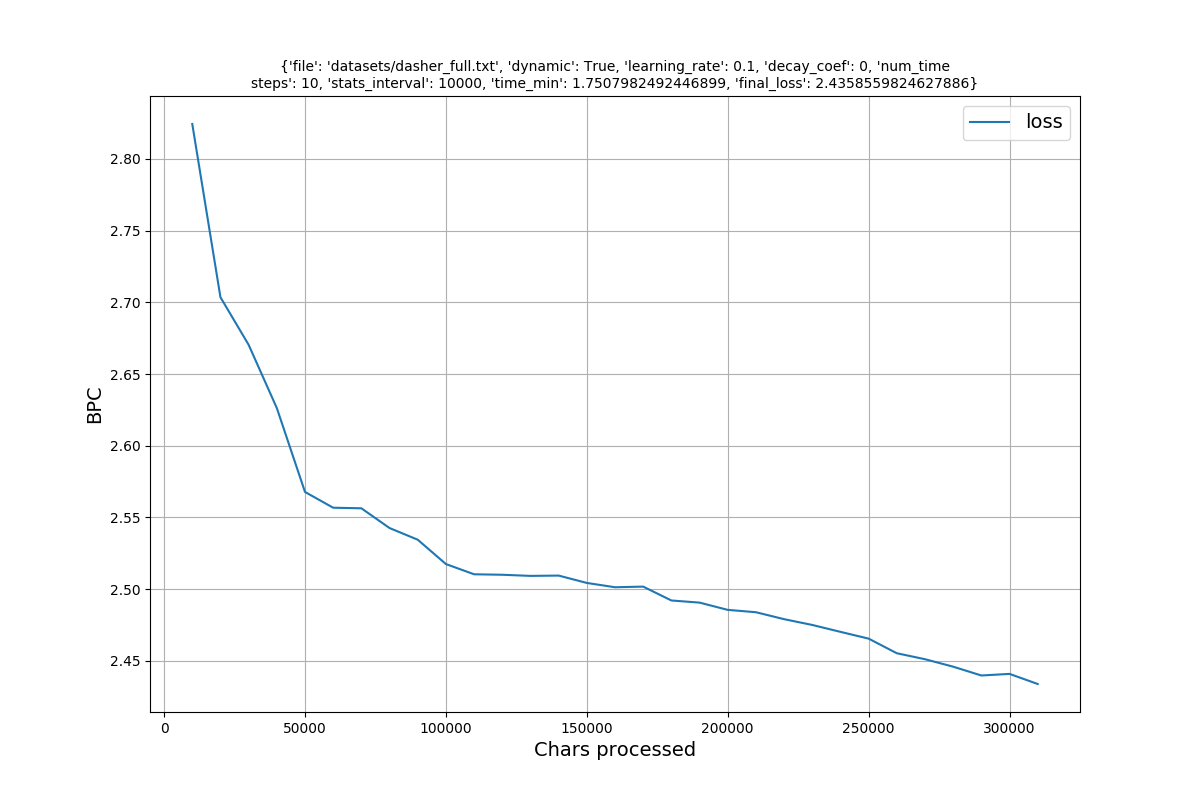 {'file': 'datasets/dasher_full.txt', 'dynamic': True, 'learning_rate': 0.1, 'decay_coef': 0, 'num_time
steps': 10, 'stats_interval': 10000, 'time_min': 1.7507982492446899, 'final_loss': 2.4358559824627886}
loss
2.80
2.75
2.70
2.65
2.60
2.55
2.50
2.45
BPC
0 50000 100000 150000 200000 250000 300000
Chars processed